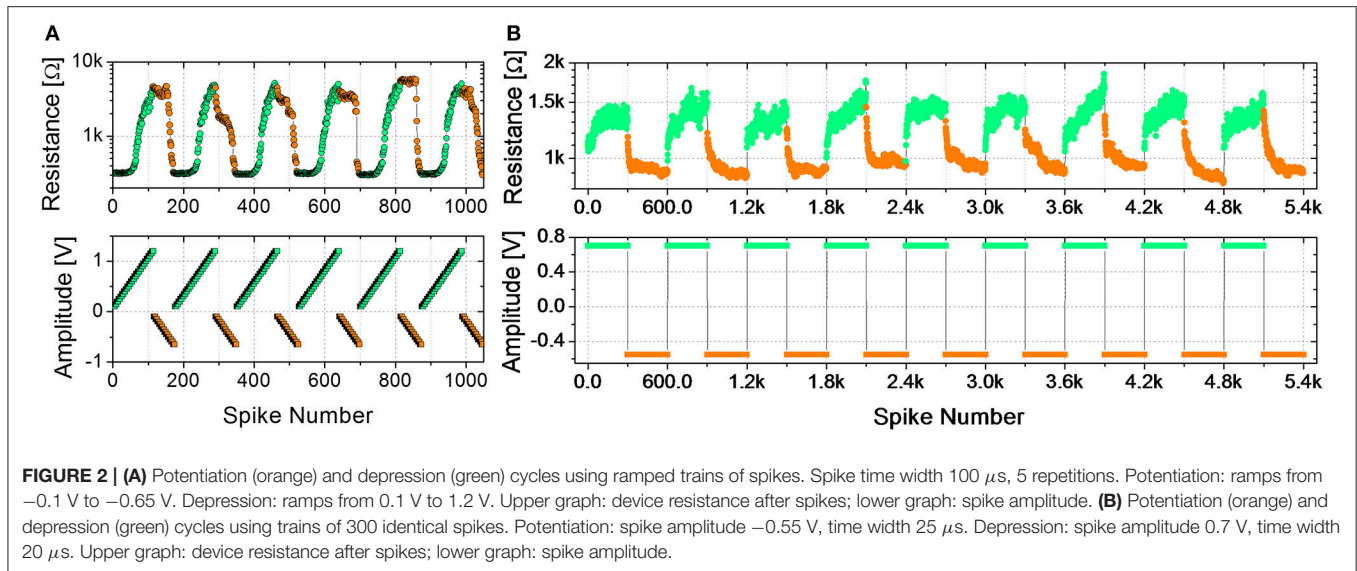 A
Resistance [Ω]
10k
1k
0 200 400 600 800 1000
Amplitude [V]
1
0
-1
0 200 400 600 800 1000
Spike Number
B
Resistance [Ω]
2k
1.5k
1k
0.0 600.0 1.2k 1.8k 2.4k 3.0k 3.6k 4.2k 4.8k 5.4k
Amplitude [V]
0.8
0.4
0.0
-0.4
0.0 600.0 1.2k 1.8k 2.4k 3.0k 3.6k 4.2k 4.8k 5.4k
Spike Number
FIGURE 2 | (A) Potentiation (orange) and depression (green) cycles using ramped trains of spikes. Spike time width 100 μs, 5 repetitions. Potentiation: ramps from
−0.1 V to −0.65 V. Depression: ramps from 0.1 V to 1.2 V. Upper graph: device resistance after spikes; lower graph: spike amplitude. (B) Potentiation (orange) and
depression (green) cycles using trains of 300 identical spikes. Potentiation: spike amplitude −0.55 V, time width 25 μs. Depression: spike amplitude 0.7 V, time width
20 μs. Upper graph: device resistance after spikes; lower graph: spike amplitude.